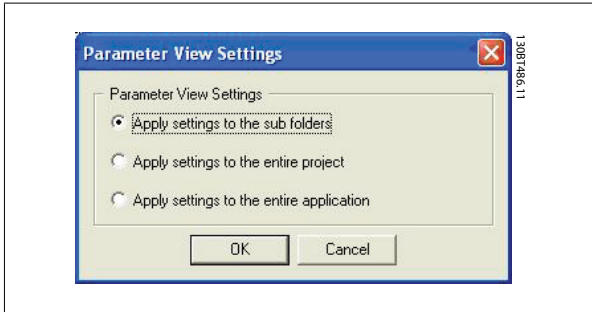 Parameter View Settings
Parameter View Settings
Apply settings to the sub folders
Apply settings to the entire project
Apply settings to the entire application
OK
Cancel
130BT486.11